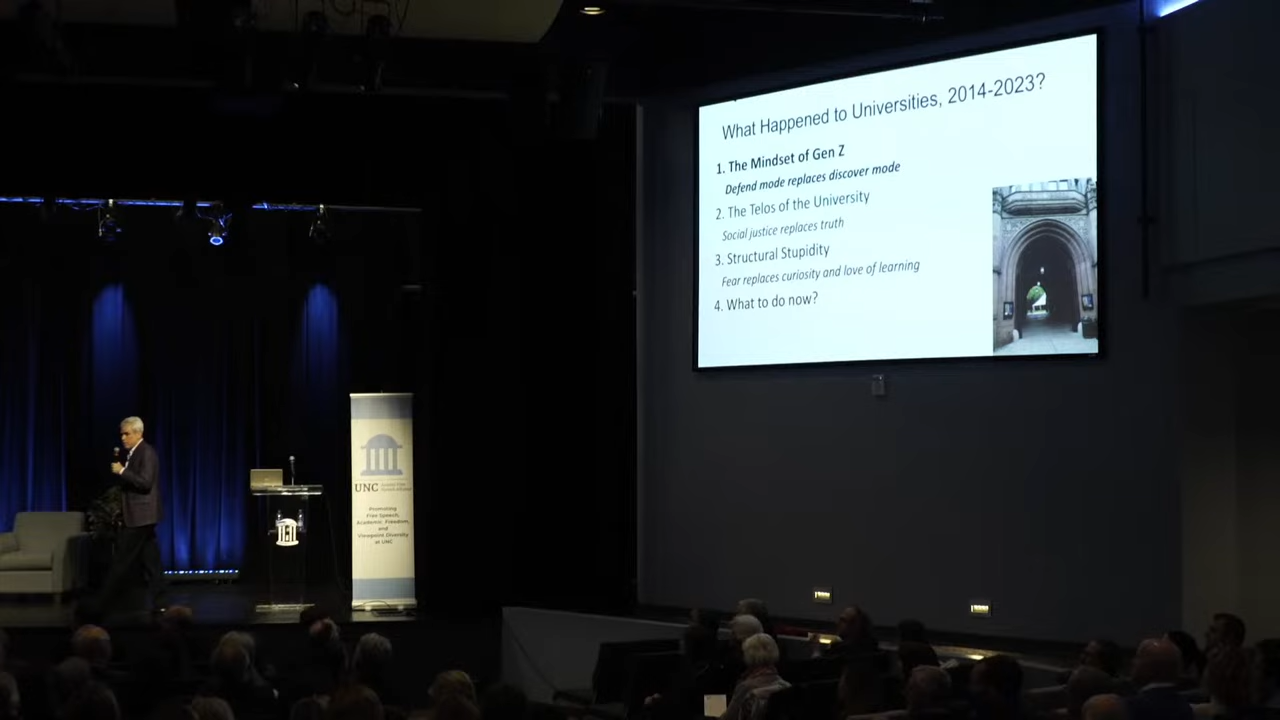 What Happened to Universities, 2014-2023?
1. The Mindset of Gen Z
Defend mode replaces discover mode
2. The Telos of the University
Social justice replaces truth
3. Structural Stupidity
Fear replaces curiosity and love of learning
4. What to do now?
UNC
Promoting
Free Speech,
Academic Freedom,
and
Viewpoint Diversity
at UNC